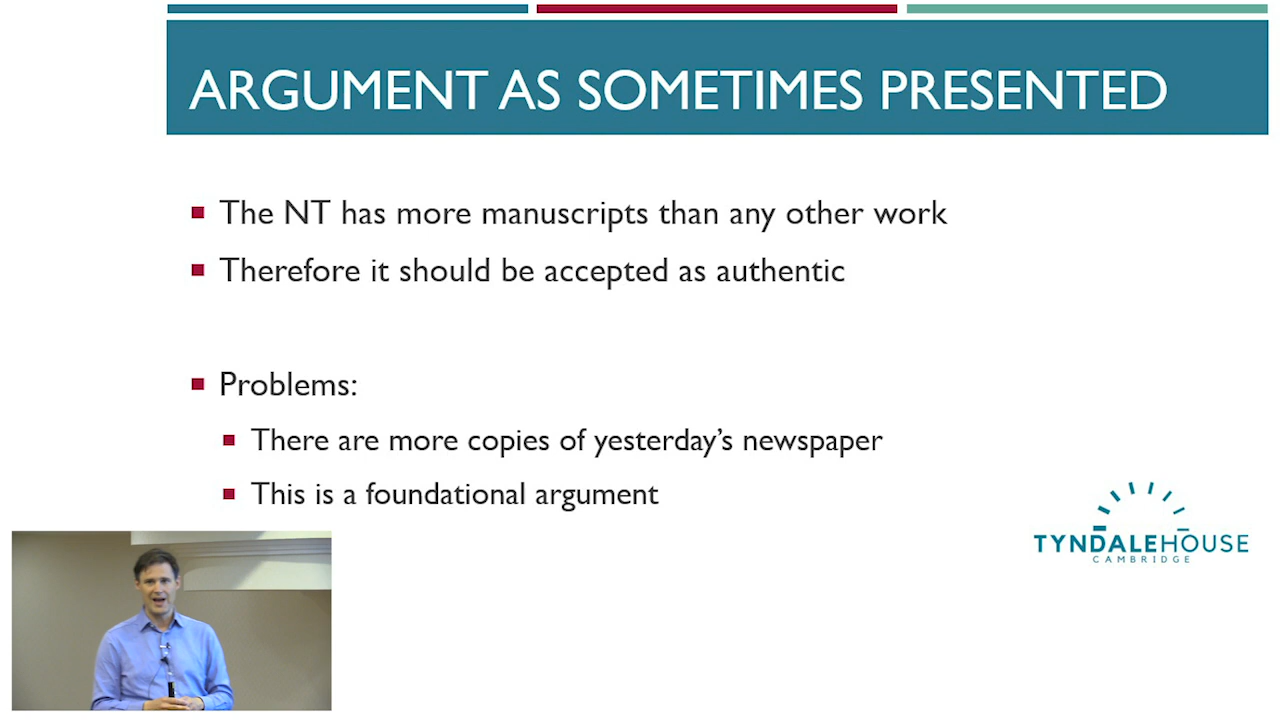 ARGUMENT AS SOMETIMES PRESENTED
The NT has more manuscripts than any other work
Therefore it should be accepted as authentic
Problems:
There are more copies of yesterday’s newspaper
This is a foundational argument
TYNDALEHOUSE
CAMBRIDGE